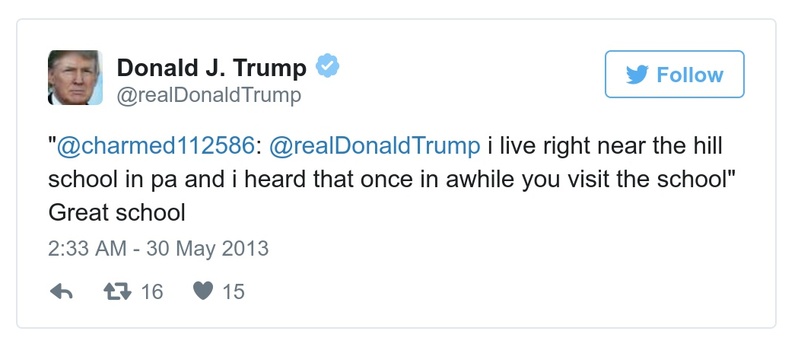 Donald J. Trump
@realDonaldTrump
Follow
"@charmed112586: @realDonaldTrump i live right near the hill
school in pa and i heard that once in awhile you visit the school"
Great school
2:33 AM - 30 May 2013
16 15